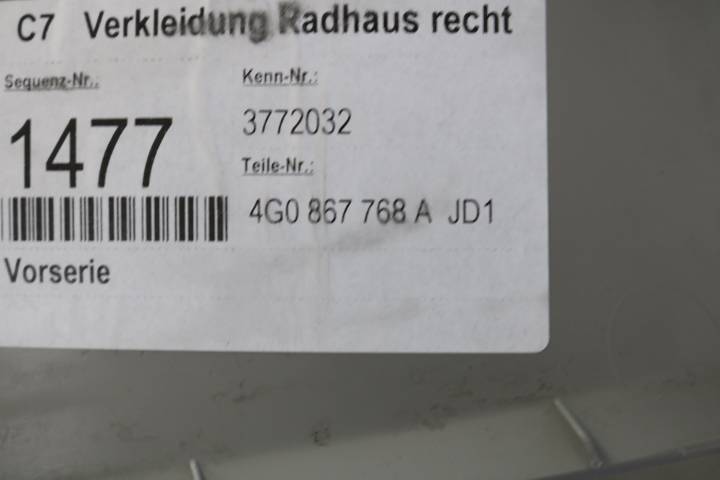 C7 Verkleidung Radhaus recht
Sequenz-Nr.:
Kenn-Nr.:
1477
3772032
Teile-Nr.:
4G0 867 768 A JD1
Vorserie